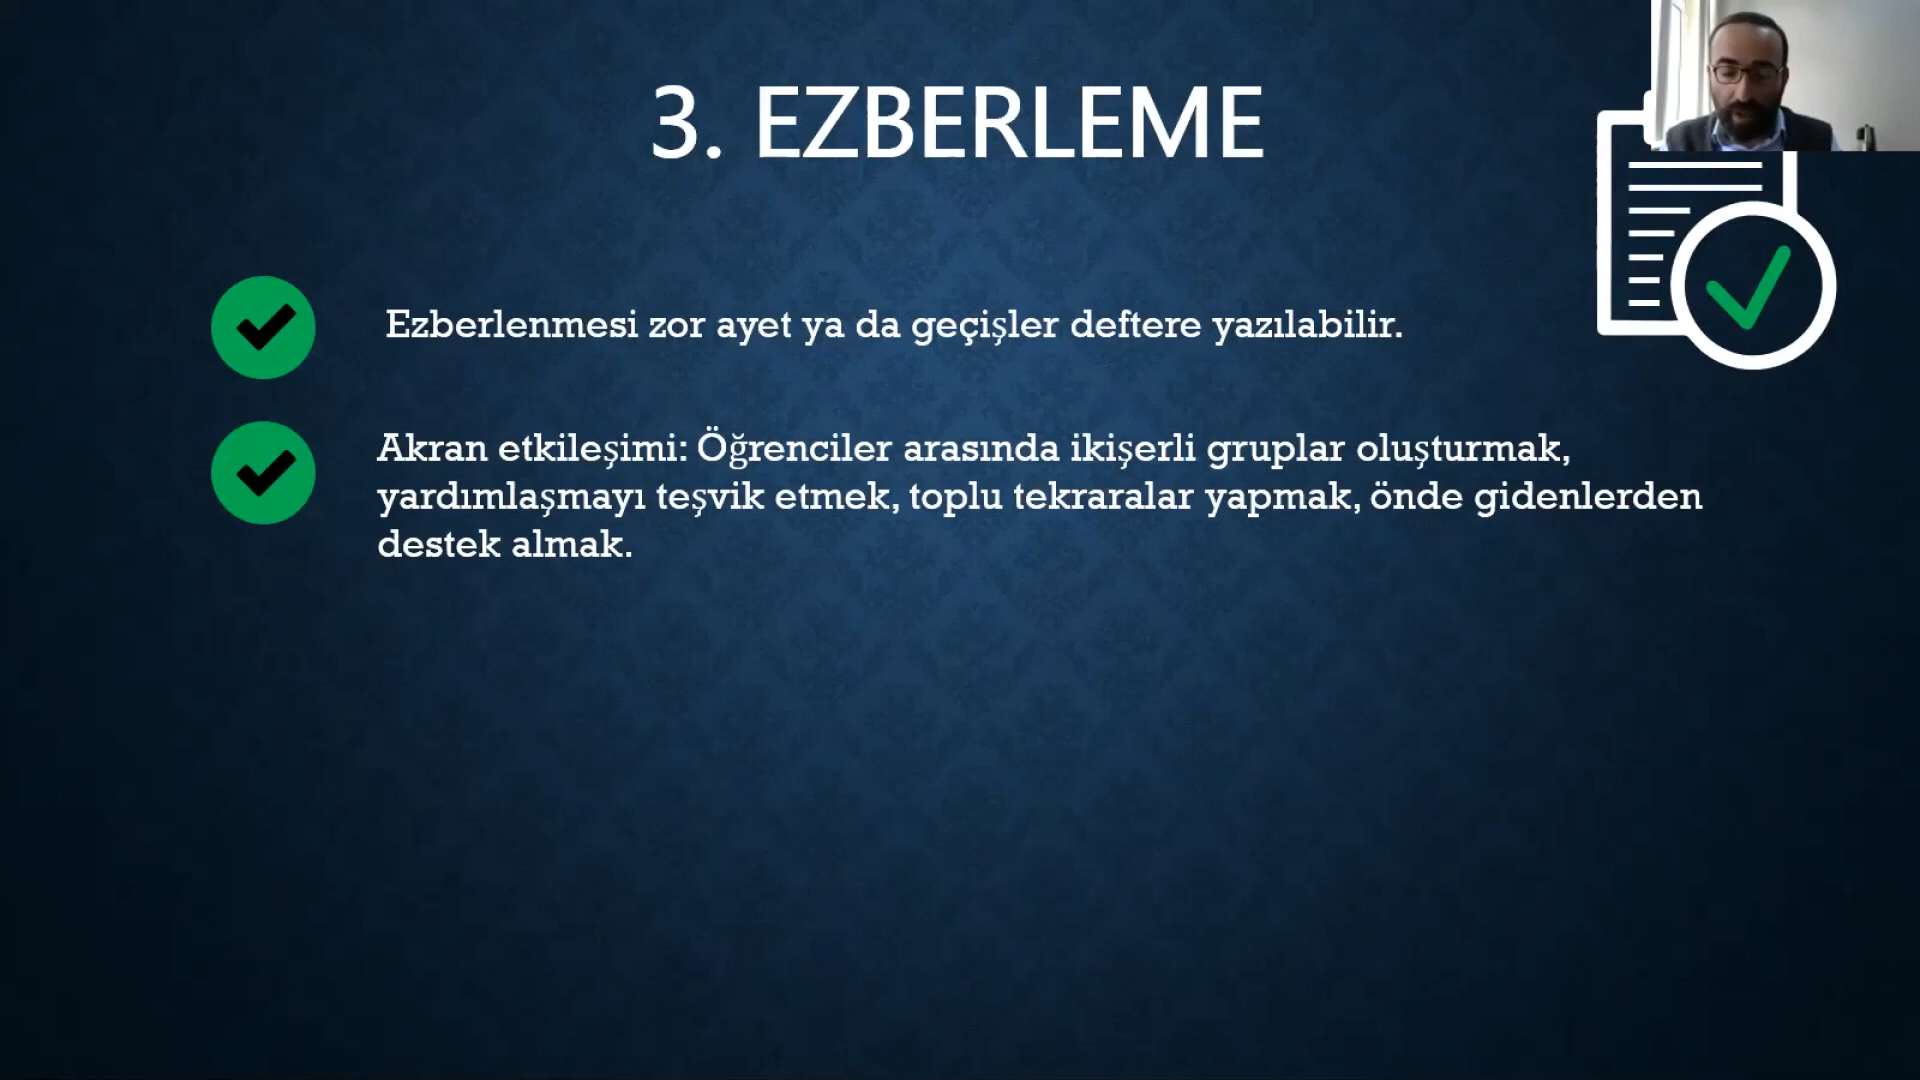 3. EZBERLEME
Ezberlenmesi zor ayet ya da geçişler deftere yazılabilir.
Akran etkileşimi: Öğrenciler arasında ikişerli gruplar oluşturmak,
yardımlaşmayı teşvik etmek, toplu tekraralar yapmak, önde gidenlerden
destek almak.